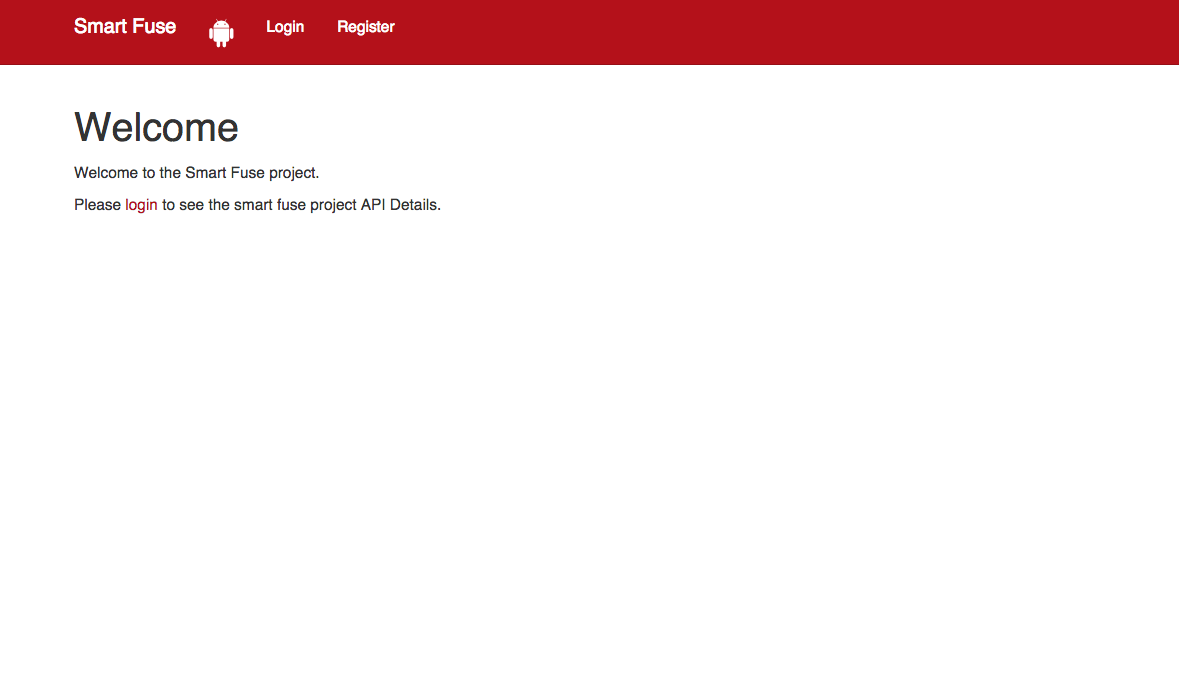 Smart Fuse Login Register
Welcome
Welcome to the Smart Fuse project.
Please login to see the smart fuse project API Details.